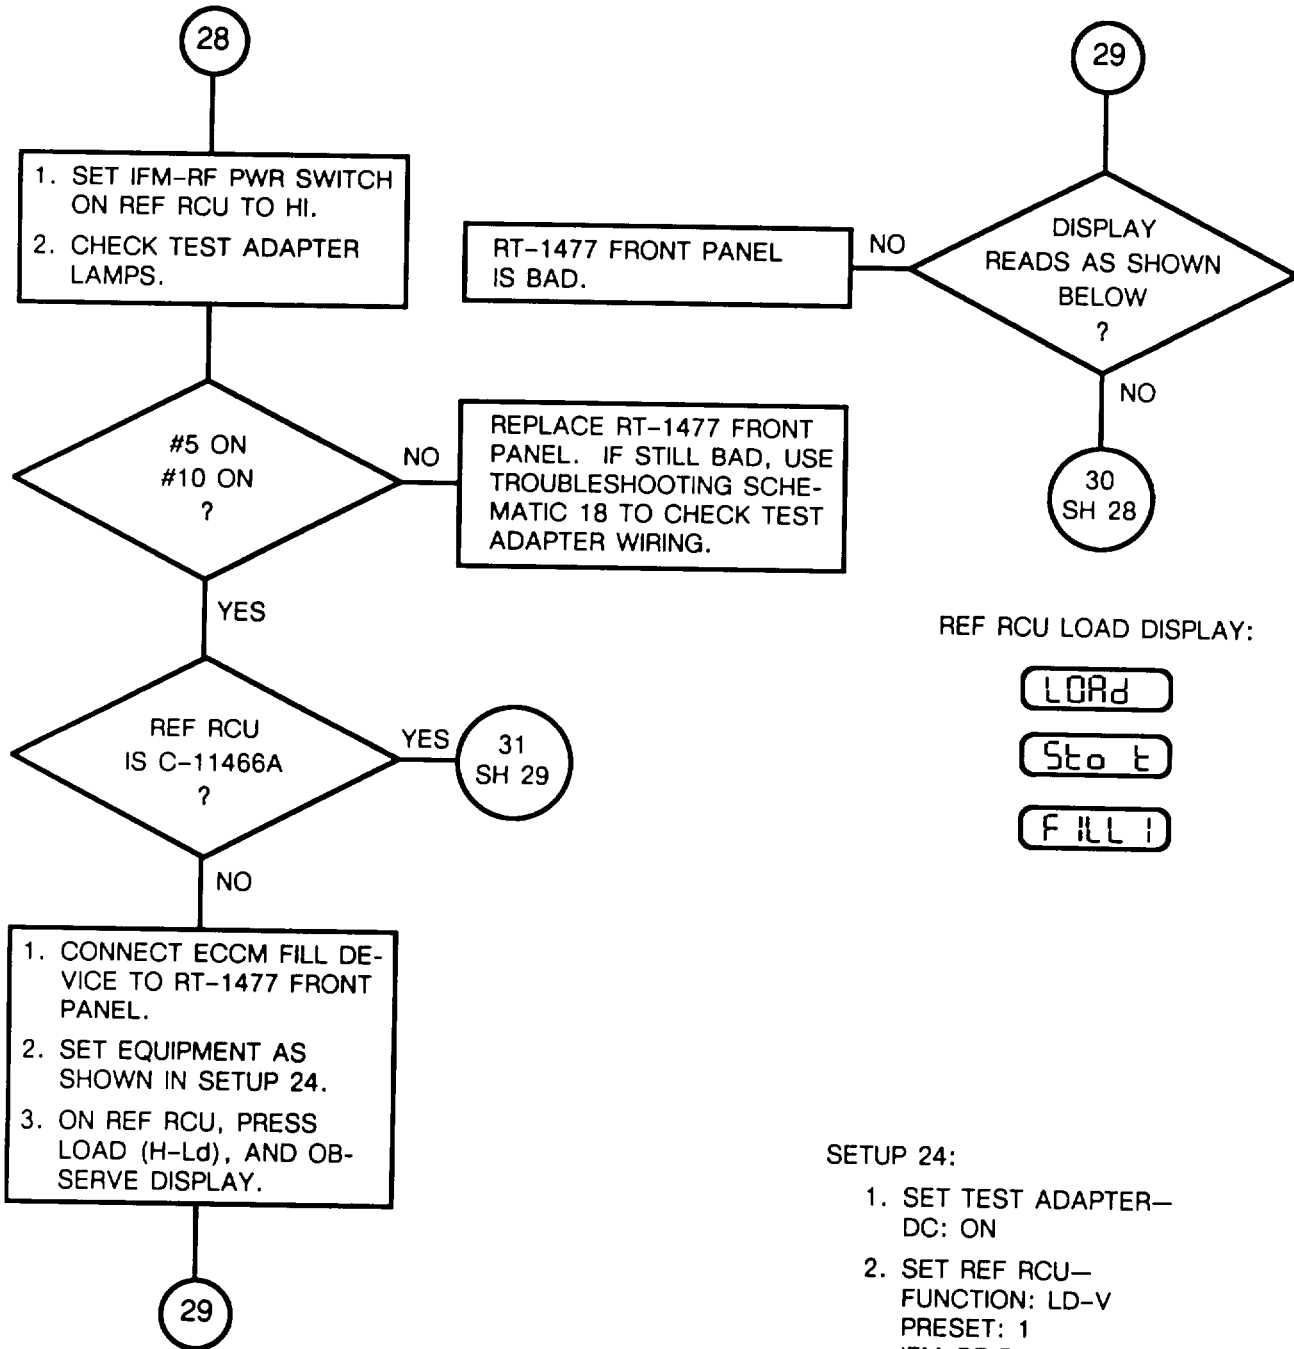 28
1. SET IFM-RF PWR SWITCH
ON REF RCU TO HI.
2. CHECK TEST ADAPTER
LAMPS.
#5 ON
#10 ON
?
NO
REPLACE RT-1477 FRONT
PANEL. IF STILL BAD, USE
TROUBLESHOOTING SCHE-
MATIC 18 TO CHECK TEST
ADAPTER WIRING.
YES
REF RCU
IS C-11466A
?
YES
31
SH 29
NO
1. CONNECT ECCM FILL DE-
VICE TO RT-1477 FRONT
PANEL.
2. SET EQUIPMENT AS
SHOWN IN SETUP 24.
3. ON REF RCU, PRESS
LOAD (H-Ld), AND OB-
SERVE DISPLAY.
29
29
DISPLAY
READS AS SHOWN
BELOW
?
NO
RT-1477 FRONT PANEL
IS BAD.
NO
30
SH 28
REF RCU LOAD DISPLAY:
LOAd
Sto t
FILL 1
SETUP 24:
1. SET TEST ADAPTER—
DC: ON
2. SET REF RCU—
FUNCTION: LD-V
PRESET: 1